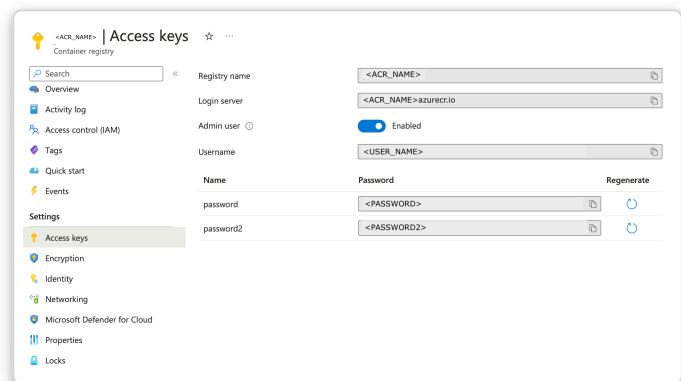 <ACR_NAME> | Access keys
Container registry
Search
Overview
Activity log
Access control (IAM)
Tags
Quick start
Events
Settings
Access keys
Encryption
Identity
Networking
Microsoft Defender for Cloud
Properties
Locks
Registry name <ACR_NAME>
Login server <ACR_NAME>azurecr.io
Admin user Enabled
Username <USER_NAME>
Name Password Regenerate
password <PASSWORD>
password2 <PASSWORD2>